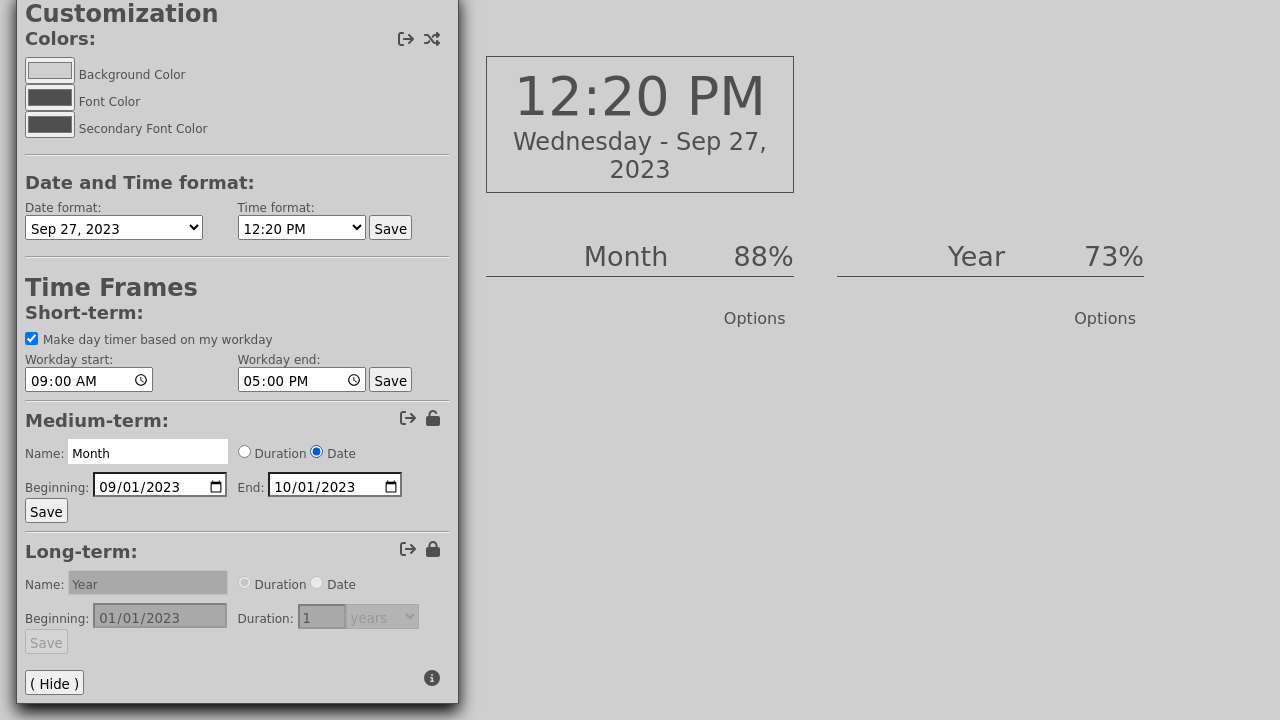 Customization
Colors:
Background Color
Font Color
Secondary Font Color
Date and Time format:
Date format: Time format:
Sep 27, 2023 12:20 PM Save
Time Frames
Short-term:
Make day timer based on my workday
Workday start: Workday end:
09:00 AM 05:00 PM Save
Medium-term:
Name: Month Duration Date
Beginning: 09/01/2023 End: 10/01/2023
Save
Long-term:
Name: Year Duration Date
Beginning: 01/01/2023 Duration: 1 years
Save
( Hide )
12:20 PM
Wednesday - Sep 27,
2023
Month 88%
Options
Year 73%
Options